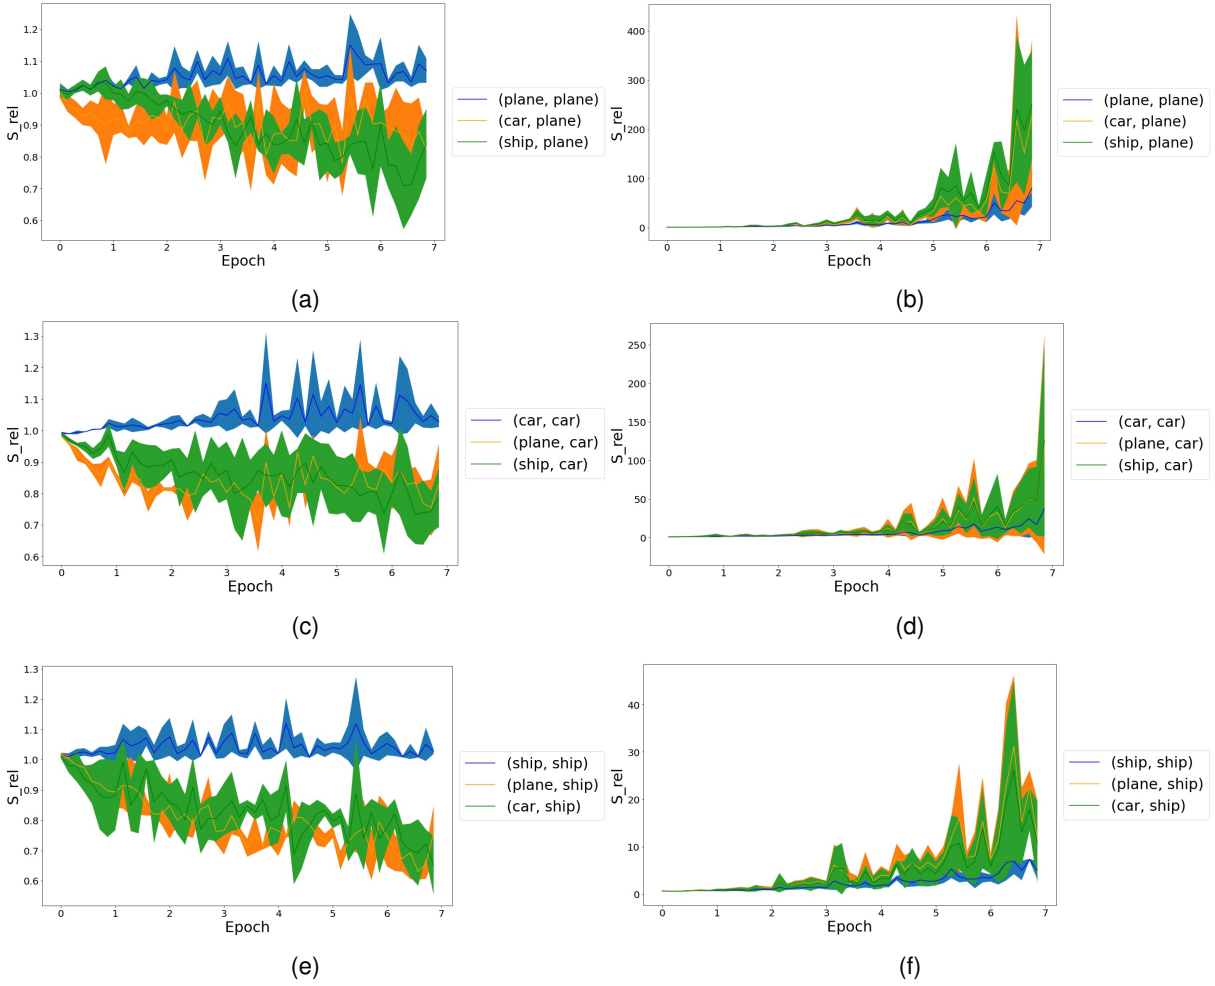 1.2
1.1
1.0
0.9
0.8
0.7
0.6
S_rel
0 1 2 3 4 5 6 7
Epoch
(plane, plane)
(car, plane)
(ship, plane)
(a)
400
300
200
100
0
S_rel
0 1 2 3 4 5 6 7
Epoch
(plane, plane)
(car, plane)
(ship, plane)
(b)
1.3
1.2
1.1
1.0
0.9
0.8
0.7
0.6
S_rel
0 1 2 3 4 5 6 7
Epoch
(car, car)
(plane, car)
(ship, car)
(c)
250
200
150
100
50
0
S_rel
0 1 2 3 4 5 6 7
Epoch
(car, car)
(plane, car)
(ship, car)
(d)
1.3
1.2
1.1
1.0
0.9
0.8
0.7
0.6
S_rel
0 1 2 3 4 5 6 7
Epoch
(ship, ship)
(plane, ship)
(car, ship)
(e)
40
30
20
10
0
S_rel
0 1 2 3 4 5 6 7
Epoch
(ship, ship)
(plane, ship)
(car, ship)
(f)